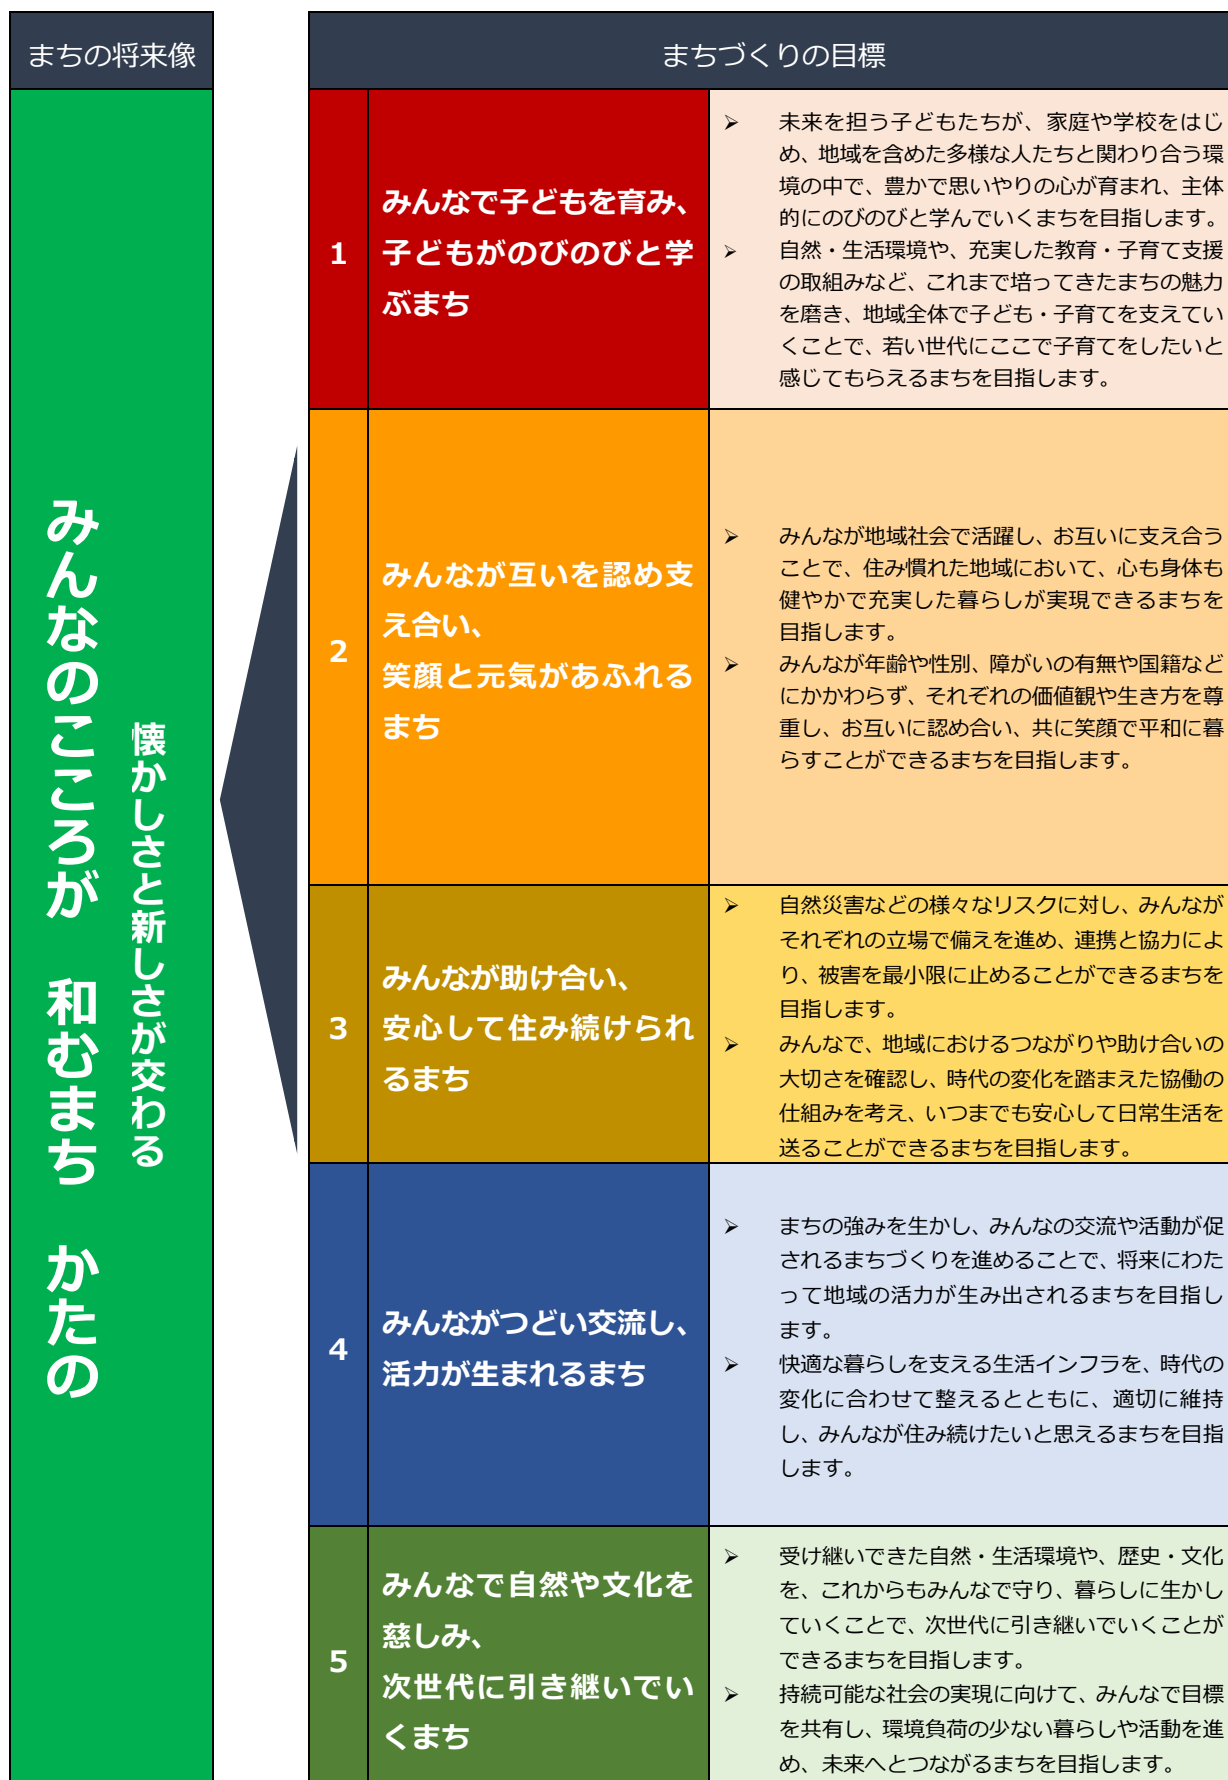 まちの将来像
懐かしさと新しさが交わる
みんなのこころが　和むまち　かたの
まちづくりの目標
1
みんなで子どもを育み、
子どもがのびのびと学
ぶまち
➢ 未来を担う子どもたちが、家庭や学校をはじ
め、地域を含めた多様な人たちと関わり合う環
境の中で、豊かで思いやりの心が育まれ、主体
的にのびのびと学んでいくまちを目指します。
➢ 自然・生活環境や、充実した教育・子育て支援
の取組みなど、これまで培ってきたまちの魅力
を磨き、地域全体で子ども・子育てを支えてい
くことで、若い世代にここで子育てをしたいと
感じてもらえるまちを目指します。
2
みんなが互いを認め支
え合い、
笑顔と元気があふれる
まち
➢ みんなが地域社会で活躍し、お互いに支え合う
ことで、住み慣れた地域において、心も身体も
健やかで充実した暮らしが実現できるまちを
目指します。
➢ みんなが年齢や性別、障がいの有無や国籍など
にかかわらず、それぞれの価値観や生き方を尊
重し、お互いに認め合い、共に笑顔で平和に暮
らすことができるまちを目指します。
3
みんなが助け合い、
安心して住み続けられ
るまち
➢ 自然災害などの様々なリスクに対し、みんなが
それぞれの立場で備えを進め、連携と協力によ
り、被害を最小限に止めることができるまちを
目指します。
➢ みんなで、地域におけるつながりや助け合いの
大切さを確認し、時代の変化を踏まえた協働の
仕組みを考え、いつまでも安心して日常生活を
送ることができるまちを目指します。
4
みんながつどい交流し、
活力が生まれるまち
➢ まちの強みを生かし、みんなの交流や活動が促
されるまちづくりを進めることで、将来にわた
って地域の活力が生み出されるまちを目指し
ます。
➢ 快適な暮らしを支える生活インフラを、時代の
変化に合わせて整えるとともに、適切に維持
し、みんなが住み続けたいと思えるまちを目指
します。
5
みんなで自然や文化を
慈しみ、
次世代に引き継いでい
くまち
➢ 受け継いできた自然・生活環境や、歴史・文化
を、これからもみんなで守り、暮らしに生かし
ていくことで、次世代に引き継いでいくことが
できるまちを目指します。
➢ 持続可能な社会の実現に向けて、みんなで目標
を共有し、環境負荷の少ない暮らしや活動を進
め、未来へとつながるまちを目指します。